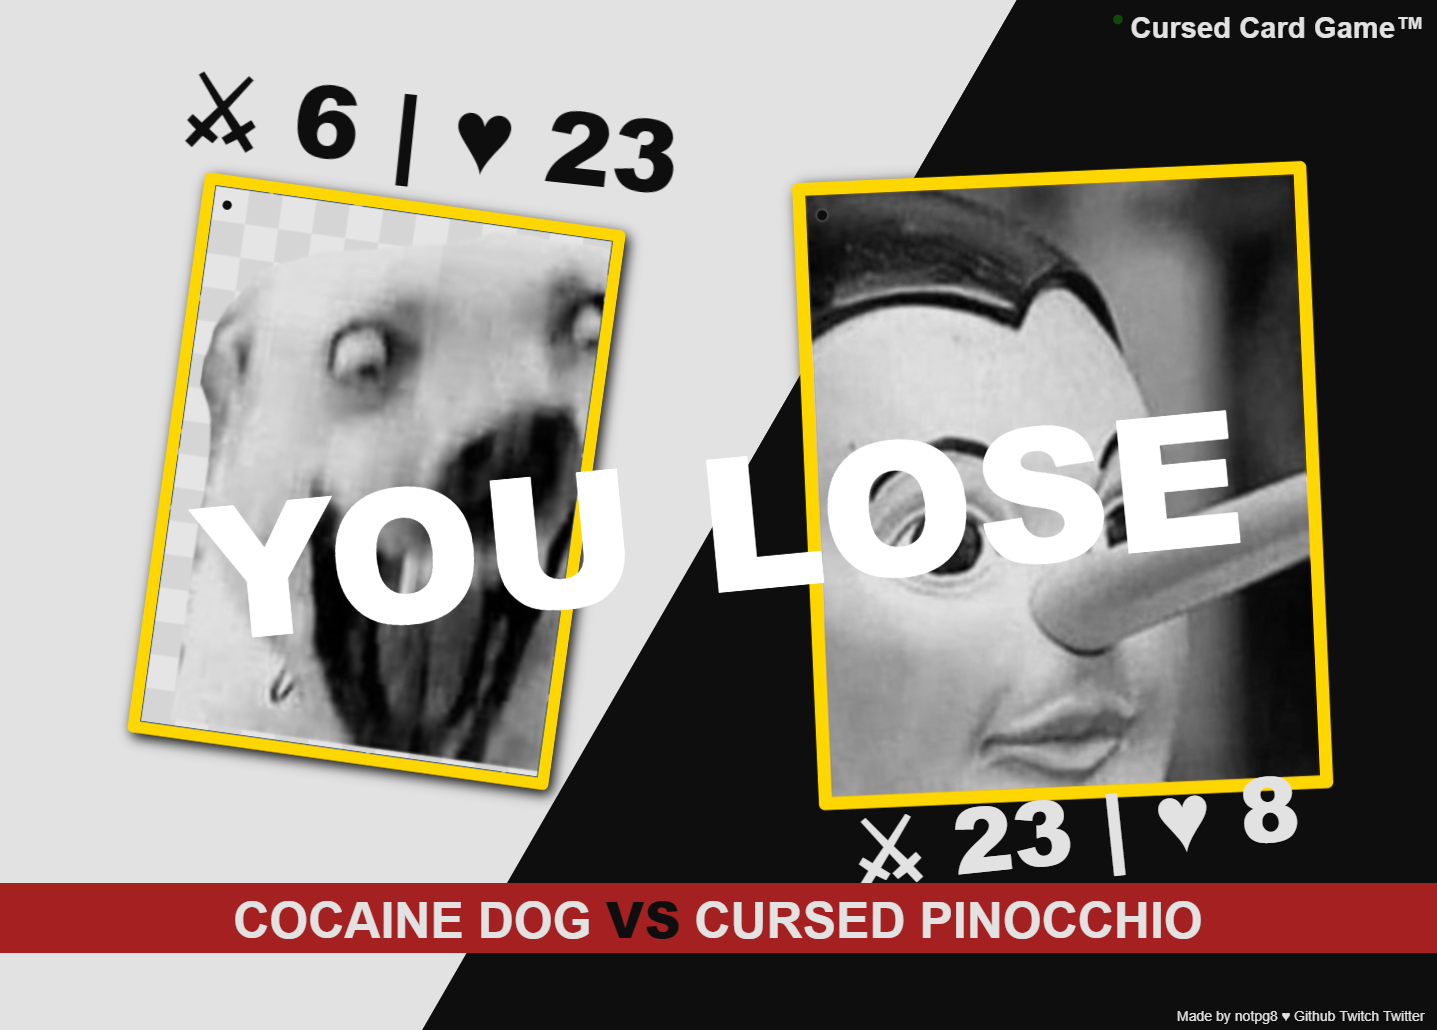 Cursed Card Game™
⚔ 6 | ♥ 23
YOU LOSE
⚔ 23 | ♥ 8
COCAINE DOG VS CURSED PINOCCHIO
Made by notpg8 ♥ Github Twitch Twitter